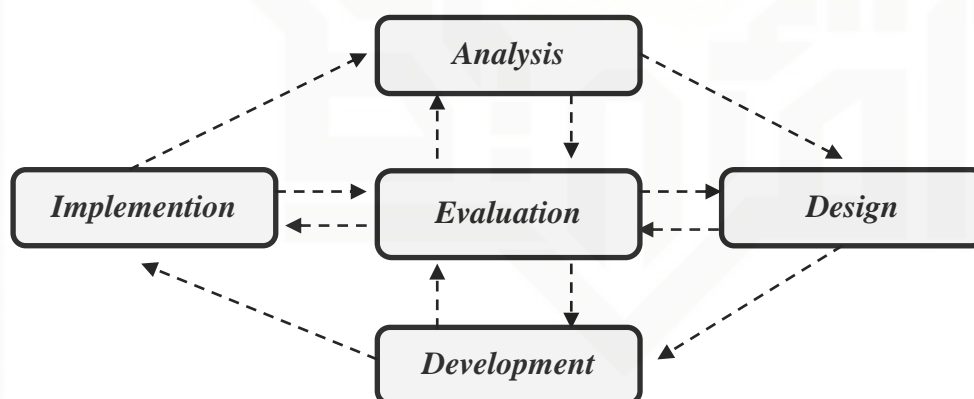 Analysis
Implemention
Evaluation
Design
Development